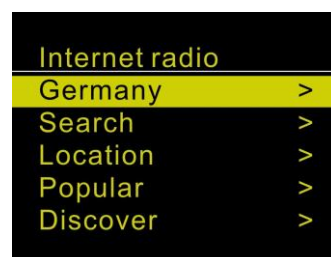 Internet radio
Germany >
Search >
Location >
Popular >
Discover >